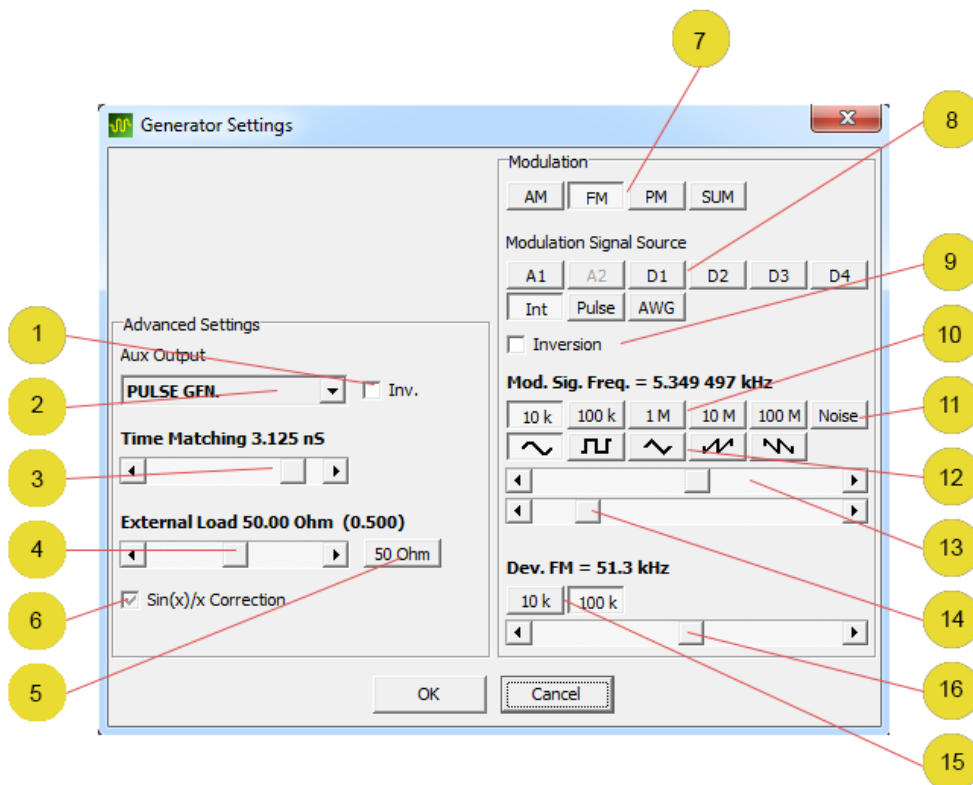 7
Generator Settings
8
Modulation
AM FM PM SUM
Modulation Signal Source
A1 A2 D1 D2 D3 D4
Int Pulse AWG
9
Inversion
10
1
Advanced Settings
Aux Output
2
PULSE GFN. Inv.
Mod. Sig. Freq. = 5.349 497 kHz
10 k 100 k 1 M 10 M 100 M Noise
11
Time Matching 3.125 nS
3
12
External Load 50.00 Ohm (0.500)
4
50 Ohm
13
Dev. FM = 51.3 kHz
10 k 100 k
6
Sin(x)/x Correction
14
5
OK Cancel
16
15